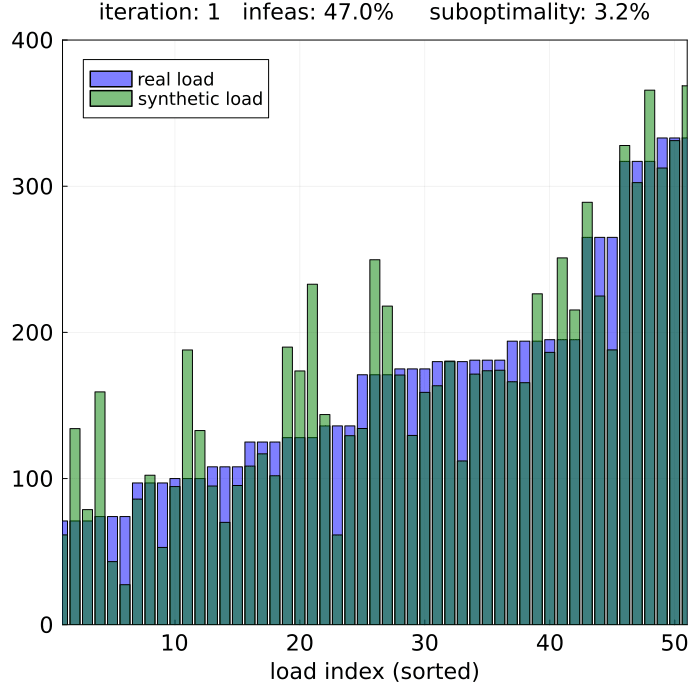 iteration: 1 infeas: 47.0% suboptimality: 3.2%
400
real load
synthetic load
300
200
100
0
10 20 30 40 50
load index (sorted)